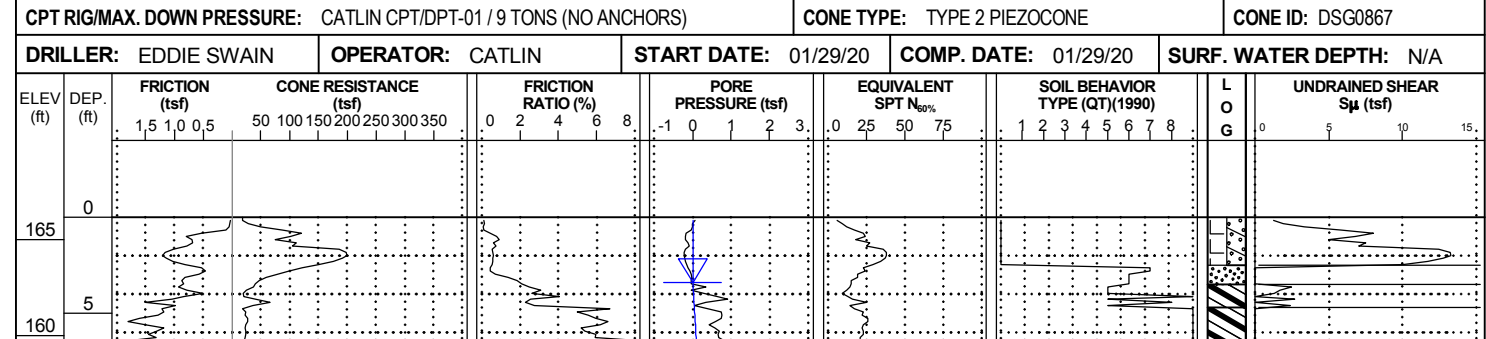 CPT RIG/MAX. DOWN PRESSURE: CATLIN CPT/DPT-01 / 9 TONS (NO ANCHORS) CONE TYPE: TYPE 2 PIEZOCONE CONE ID: DSG0867
DRILLER: EDDIE SWAIN OPERATOR: CATLIN START DATE: 01/29/20 COMP. DATE: 01/29/20 SURF. WATER DEPTH: N/A
ELEV (ft)
DEP. (ft)
FRICTION (tsf)
1,5 1,0 0,5
CONE RESISTANCE (tsf)
50 100 150 200 250 300 350
FRICTION RATIO (%)
0 2 4 6 8
PORE PRESSURE (tsf)
-1 0 1 2 3
EQUIVALENT SPT N60%
0 25 50 75
SOIL BEHAVIOR TYPE (QT)(1990)
1 2 3 4 5 6 7 8
L O G
UNDRAINED SHEAR Sμ (tsf)
0 5 10 15
0
165
5
160